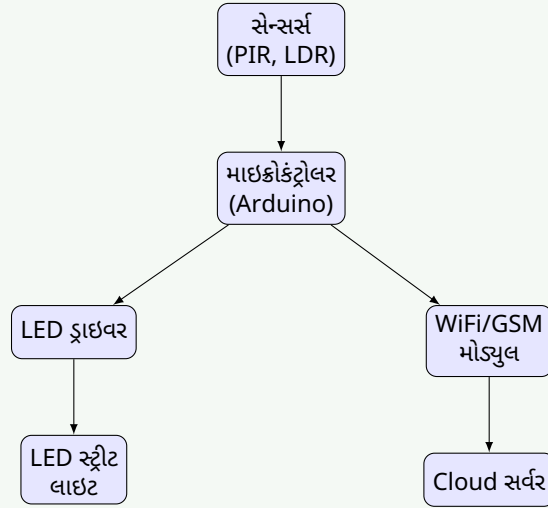 સેન્સર્સ
(PIR, LDR)
માઇક્રોકંટ્રોલર
(Arduino)
LED ડ્રાઇવર
WiFi/GSM
મોડ્યુલ
LED સ્ટ્રીટ
લાઇટ
Cloud સર્વર